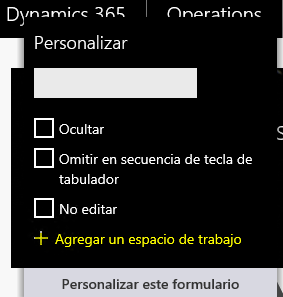 Dynamics 365 Operations
Personalizar
Ocultar
Omitir en secuencia de tecla de
tabulador
No editar
+ Agregar un espacio de trabajo
Personalizar este formulario